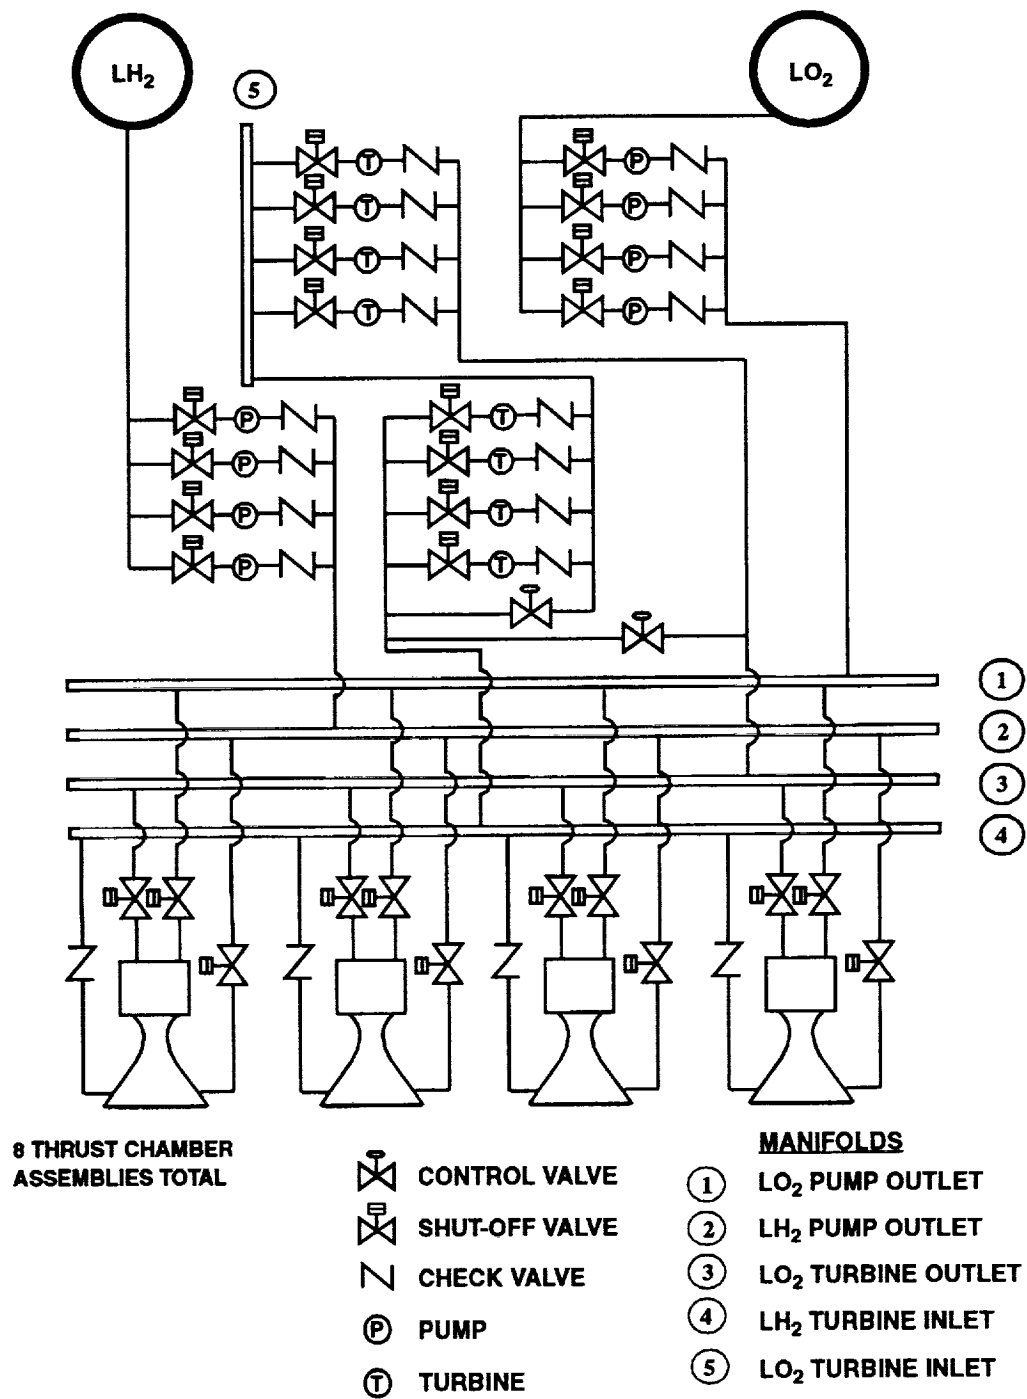 LH2
5
LO2
T
P
T
P
T
P
T
P
P
T
P
T
P
T
P
T
1
2
3
4
8 THRUST CHAMBER
ASSEMBLIES TOTAL
CONTROL VALVE
SHUT-OFF VALVE
CHECK VALVE
P PUMP
T TURBINE
MANIFOLDS
1 LO2 PUMP OUTLET
2 LH2 PUMP OUTLET
3 LO2 TURBINE OUTLET
4 LH2 TURBINE INLET
5 LO2 TURBINE INLET